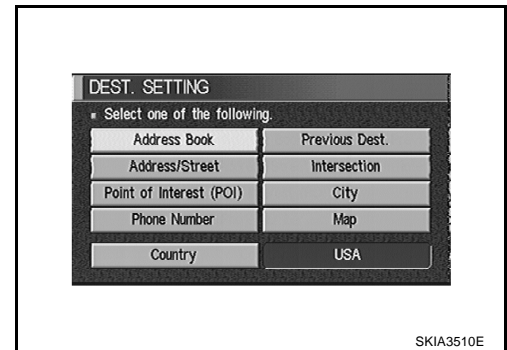 DEST. SETTING
Select one of the following.
Address Book Previous Dest.
Address/Street Intersection
Point of Interest (POI) City
Phone Number Map
Country USA
SKIA3510E